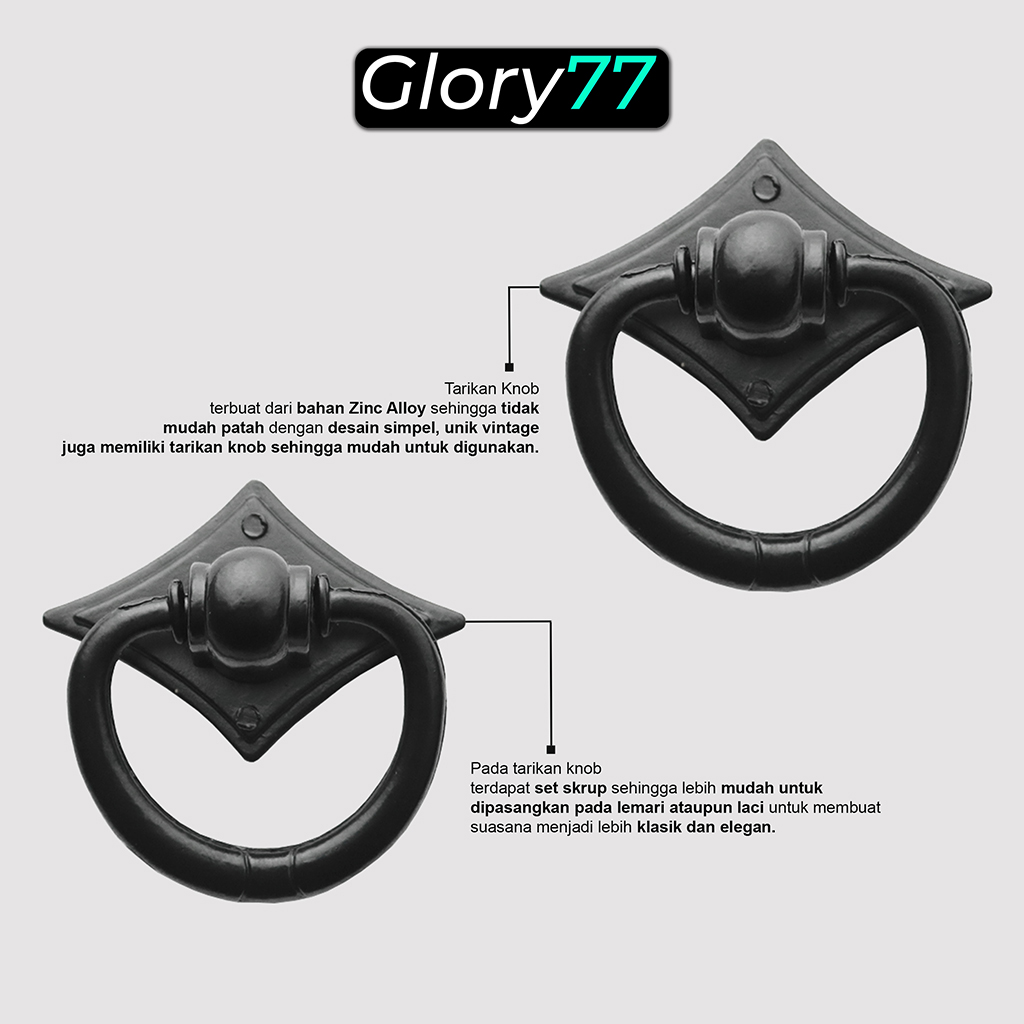 Glory77
Tarikan Knob
terbuat dari bahan Zinc Alloy sehingga tidak
mudah patah dengan desain simpel, unik vintage
juga memiliki tarikan knob sehingga mudah untuk digunakan.
Pada tarikan knob
terdapat set skrup sehingga lebih mudah untuk
dipasangkan pada lemari ataupun laci untuk membuat
suasana menjadi lebih klasik dan elegan.